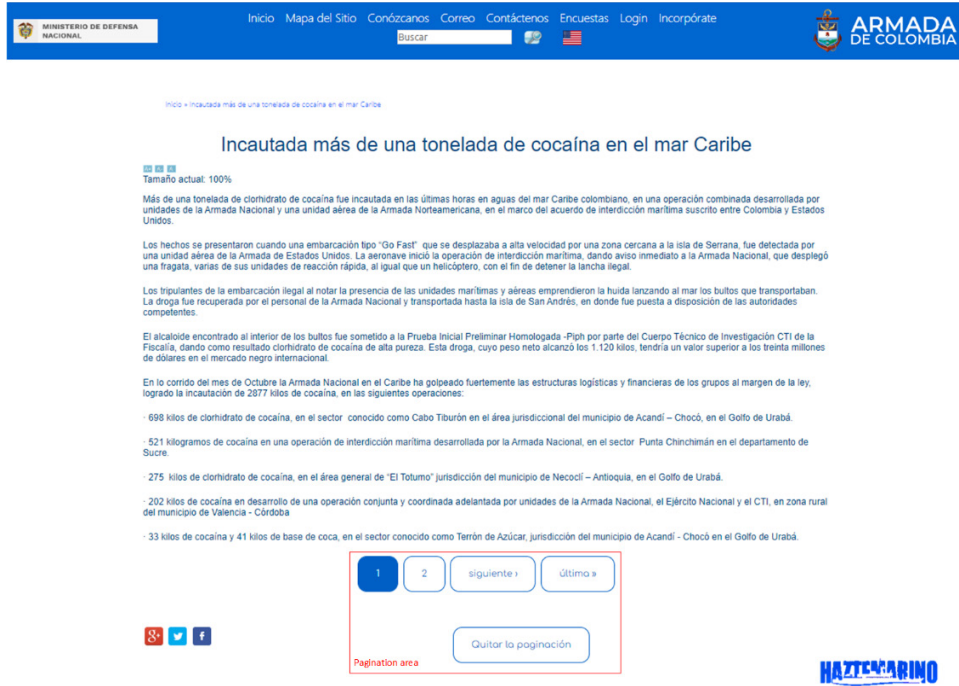 MINISTERIO DE DEFENSA
NACIONAL
Inicio Mapa del Sitio Conózcanos Correo Contáctenos Encuestas Login Incorpórate
Buscar
ARMADA
DE COLOMBIA
Inicio » Incautada más de una tonelada de cocaína en el mar Caribe
Incautada más de una tonelada de cocaína en el mar Caribe
Tamaño actual: 100%
Más de una tonelada de clorhidrato de cocaína fue incautada en las últimas horas en aguas del mar Caribe colombiano, en una operación combinada desarrollada por
unidades de la Armada Nacional y una unidad aérea de la Armada Norteamericana, en el marco del acuerdo de interdicción marítima suscrito entre Colombia y Estados
Unidos.
Los hechos se presentaron cuando una embarcación tipo "Go Fast" que se desplazaba a alta velocidad por una zona cercana a la isla de Serrana, fue detectada por
una unidad aérea de la Armada de Estados Unidos. La aeronave inició la operación de interdicción marítima, dando aviso inmediato a la Armada Nacional, que desplegó
una fragata, varias de sus unidades de reacción rápida, al igual que un helicóptero, con el fin de detener la lancha ilegal.
Los tripulantes de la embarcación ilegal al notar la presencia de las unidades marítimas y aéreas emprendieron la huida lanzando al mar los bultos que transportaban.
La droga fue recuperada por el personal de la Armada Nacional y transportada hasta la isla de San Andrés, en donde fue puesta a disposición de las autoridades
competentes.
El alcaloide encontrado al interior de los bultos fue sometido a la Prueba Inicial Preliminar Homologada -Piph por parte del Cuerpo Técnico de Investigación CTI de la
Fiscalía, dando como resultado clorhidrato de cocaína de alta pureza. Esta droga, cuyo peso neto alcanzó los 1.120 kilos, tendría un valor superior a los treinta millones
de dólares en el mercado negro internacional.
En lo corrido del mes de Octubre la Armada Nacional en el Caribe ha golpeado fuertemente las estructuras logísticas y financieras de los grupos al margen de la ley,
logrado la incautación de 2877 kilos de cocaína, en las siguientes operaciones:
· 698 kilos de clorhidrato de cocaína, en el sector conocido como Cabo Tiburón en el área jurisdiccional del municipio de Acandí – Chocó, en el Golfo de Urabá.
· 521 kilogramos de cocaína en una operación de interdicción marítima desarrollada por la Armada Nacional, en el sector Punta Chinchimán en el departamento de
Sucre.
· 275 kilos de clorhidrato de cocaína, en el área general de "El Totumo" jurisdicción del municipio de Necoclí – Antioquia, en el Golfo de Urabá.
· 202 kilos de cocaína en desarrollo de una operación conjunta y coordinada adelantada por unidades de la Armada Nacional, el Ejército Nacional y el CTI, en zona rural
del municipio de Valencia - Córdoba
· 33 kilos de cocaína y 41 kilos de base de coca, en el sector conocido como Terrón de Azúcar, jurisdicción del municipio de Acandí - Chocó en el Golfo de Urabá.
1 2 siguiente › última »
Quitar la paginación
Pagination area
HAZTE MARINO